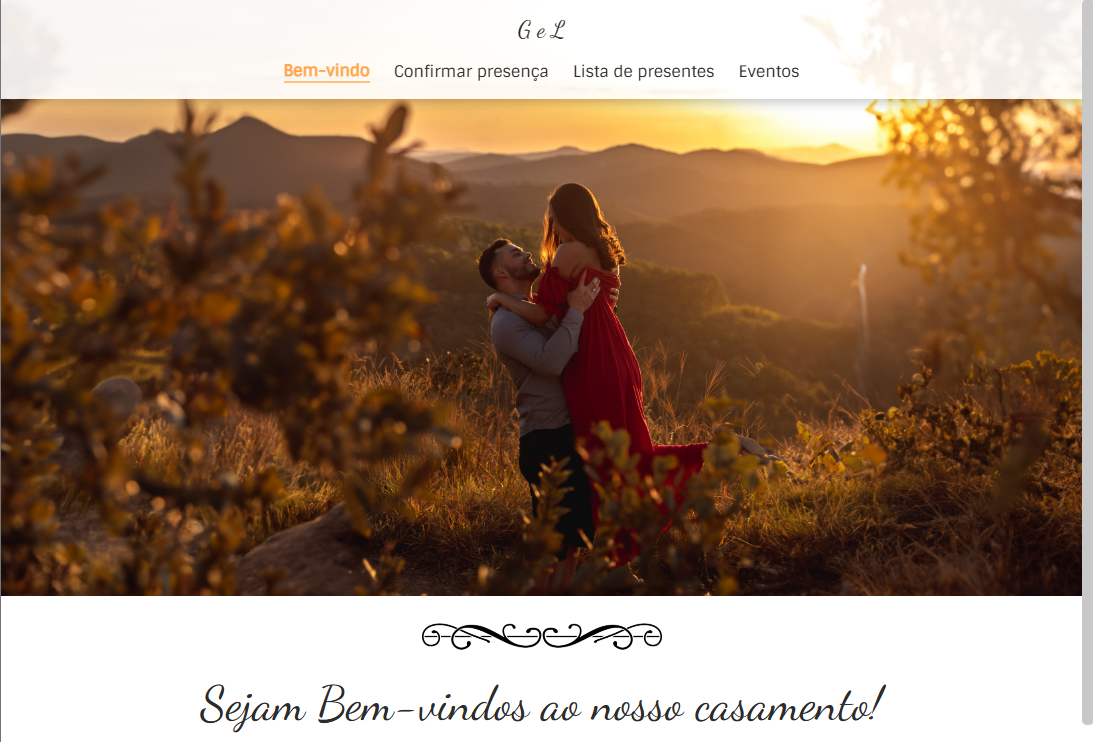 G e L
Bem-vindo Confirmar presença Lista de presentes Eventos
Sejam Bem-vindos ao nosso casamento!